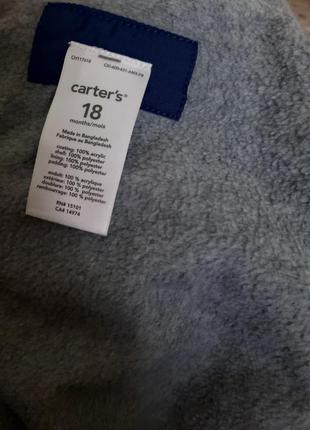 carter's®
18
months/mois
Made in Bangladesh
Fabriqué au Bangladesh
coating: 100% acrylic
shell: 100% polyester
lining: 100% polyester
padding: 100% polyester
enduit: 100 % acrylique
extérieur: 100 % polyester
doublure: 100 % polyester
rembourrage: 100 % polyester
RN# 15101
CA# 14974